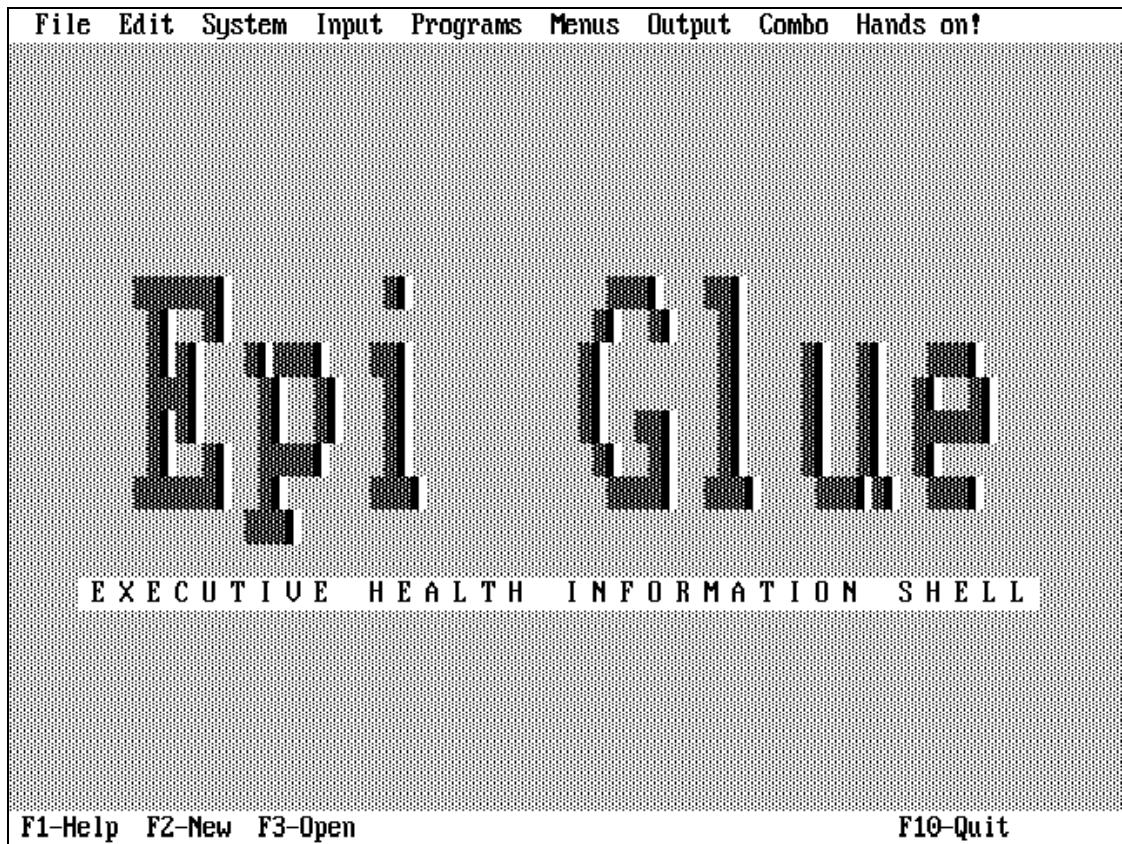 File Edit System Input Programs Menus Output Combo Hands on!
Epi Glue
EXECUTIVE HEALTH INFORMATION SHELL
F1-Help F2-New F3-Open F10-Quit